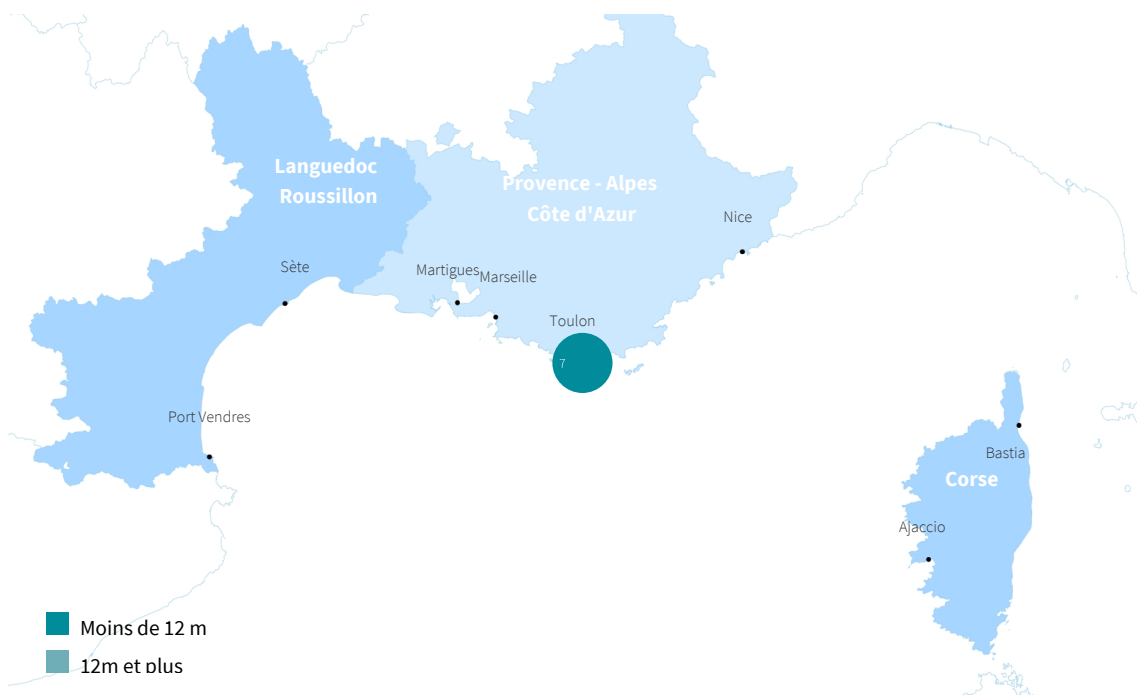 Languedoc
Roussillon
Provence - Alpes
Côte d'Azur
Nice
Sète
Martigues
Marseille
Toulon
7
Port Vendres
Bastia
Corse
Ajaccio
Moins de 12 m
12m et plus